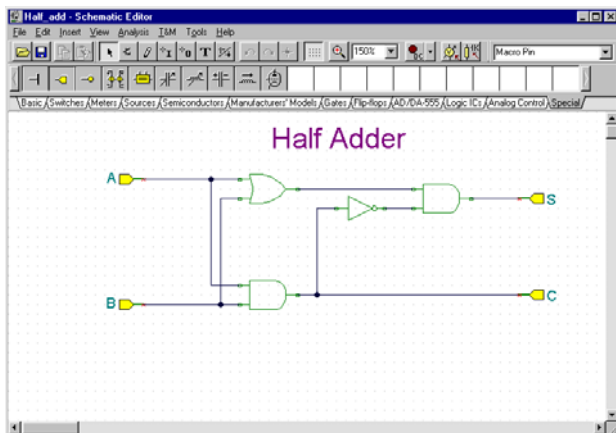 Half_add - Schematic Editor
File Edit Insert View Analysis T&M Tools Help
T 150% DC Macro Pin
Basic Switches Meters Sources Semiconductors Manufacturers' Models Gates Flip-flops AD/DA-555 Logic ICs Analog Control Special
Half Adder
A
S
B
C